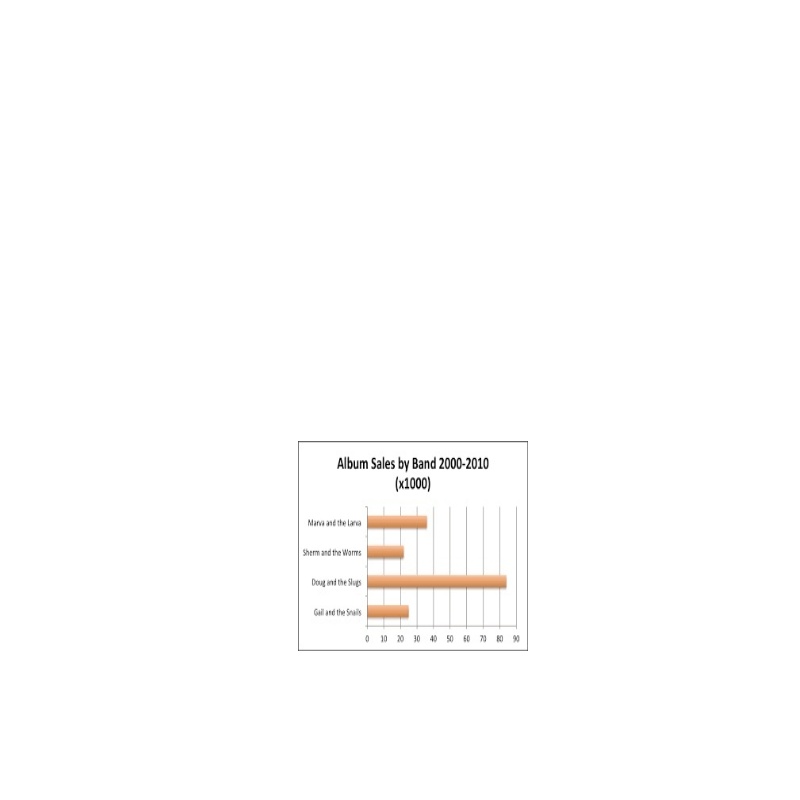 Album Sales by Band 2000-2010
(x1000)
Marva and the Larva
Sherm and the Worms
Doug and the Slugs
Gail and the Snails
0 10 20 30 40 50 60 70 80 90